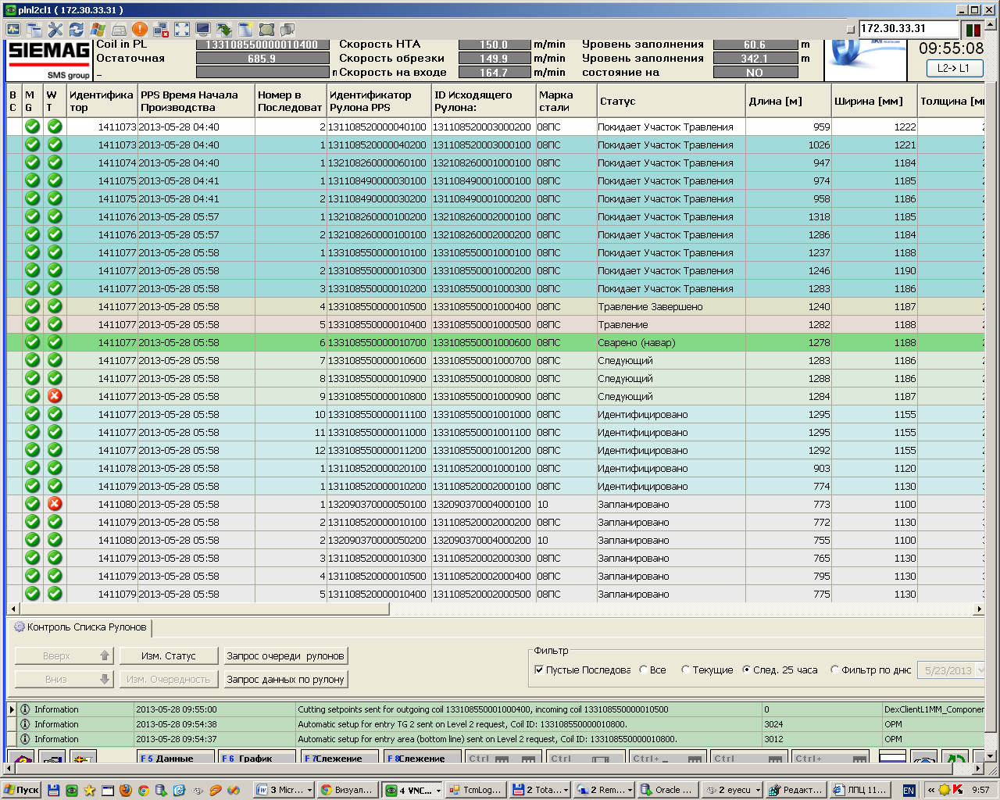 plnl2cl1 ( 172.30.33.31 )
172.30.33.31
SIEMAG
SMS group
Coil in PL 133108550000010400 Скорость НТА 150.0 m/min Уровень заполнения 60.6 m
Остаточная 685.9 Скорость обрезки 149.9 m/min Уровень заполнения 342.1 m
– Скорость на входе 164.7 m/min состояние на NO
09:55:08
L2-> L1
B C M G W T Идентифика тор PPS Время Начала Производства Номер в Последоват Идентификатор Рулона PPS ID Исходящего Рулона: Марка стали Статус Длина [м] Ширина [мм] Толщина [м
1411073 2013-05-28 04:40 2 131108520000040100 131108520003000200 08ПС Покидает Участок Травления 959 1222
1411073 2013-05-28 04:40 1 131108520000040200 131108520003000100 08ПС Покидает Участок Травления 1026 1221
1411074 2013-05-28 04:40 1 132108260000060100 132108260001000100 08ПС Покидает Участок Травления 947 1184
1411075 2013-05-28 04:41 1 131108490000030100 131108490001000100 08ПС Покидает Участок Травления 974 1185
1411075 2013-05-28 04:41 2 131108490000030200 131108490001000200 08ПС Покидает Участок Травления 958 1186
1411076 2013-05-28 05:57 1 132108260000100200 132108260002000100 08ПС Покидает Участок Травления 1318 1185
1411076 2013-05-28 05:57 2 132108260000100100 132108260002000200 08ПС Покидает Участок Травления 1286 1184
1411077 2013-05-28 05:58 1 133108550000010100 133108550001000100 08ПС Покидает Участок Травления 1237 1188
1411077 2013-05-28 05:58 2 133108550000010300 133108550001000200 08ПС Покидает Участок Травления 1246 1190
1411077 2013-05-28 05:58 3 133108550000010200 133108550001000300 08ПС Покидает Участок Травления 1283 1186
1411077 2013-05-28 05:58 4 133108550000010500 133108550001000400 08ПС Травление Завершено 1240 1187
1411077 2013-05-28 05:58 5 133108550000010400 133108550001000500 08ПС Травление 1282 1188
1411077 2013-05-28 05:58 6 133108550000010700 133108550001000600 08ПС Сварено (навар) 1278 1188
1411077 2013-05-28 05:58 7 133108550000010600 133108550001000700 08ПС Следующий 1283 1186
1411077 2013-05-28 05:58 8 133108550000010900 133108550001000800 08ПС Следующий 1288 1186
1411077 2013-05-28 05:58 9 133108550000010800 133108550001000900 08ПС Следующий 1284 1187
1411077 2013-05-28 05:58 10 133108550000011100 133108550001001000 08ПС Идентифицировано 1295 1155
1411077 2013-05-28 05:58 11 133108550000011000 133108550001001100 08ПС Идентифицировано 1295 1155
1411077 2013-05-28 05:58 12 133108550000011200 133108550001001200 08ПС Идентифицировано 1292 1155
1411078 2013-05-28 05:58 1 131108520000020100 131108520001000100 08ПС Идентифицировано 903 1120
1411079 2013-05-28 05:58 1 131108520000010200 131108520002000100 08ПС Идентифицировано 774 1130
1411080 2013-05-28 05:58 1 132090370000050100 132090370004000100 10 Запланировано 773 1100
1411079 2013-05-28 05:58 2 131108520000010100 131108520002000200 08ПС Запланировано 772 1130
1411080 2013-05-28 05:58 2 132090370000050200 132090370004000200 10 Запланировано 755 1100
1411079 2013-05-28 05:58 3 131108520000010300 131108520002000300 08ПС Запланировано 765 1130
1411079 2013-05-28 05:58 4 131108520000010500 131108520002000400 08ПС Запланировано 795 1130
1411079 2013-05-28 05:58 5 131108520000010400 131108520002000500 08ПС Запланировано 775 1130
Контроль Списка Рулонов
Вверх Изм. Статус Запрос очереди рулонов
Вниз Изм. Очередность Запрос данных по рулону
Фильтр
Пустые Последова Все Текущие След. 25 часа Фильтр по дню 5/23/2013
Information 2013-05-28 09:55:00 Cutting setpoints sent for outgoing coil 133108550001000400, incoming coil 133108550000010500 0 DexClientL1MM_Component
Information 2013-05-28 09:54:38 Automatic setup for entry TG 2 sent on Level 2 request, Coil ID: 133108550000010800. 3024 OPM
Information 2013-05-28 09:54:37 Automatic setup for entry area (bottom line) sent on Level 2 request, Coil ID: 133108550000010800. 3012 OPM
F5 Данные F6 График F7 Слежение F8 Слежение Ctrl Ctrl Ctrl+ Ctrl Ctrl+
Пуск 3 Micr... Визуал... 4 VNC... TcmLog... 2 Tota... 2 Rem... Oracle ... 2 eyecu Редакт... ЛПЦ 11... EN « 9:57